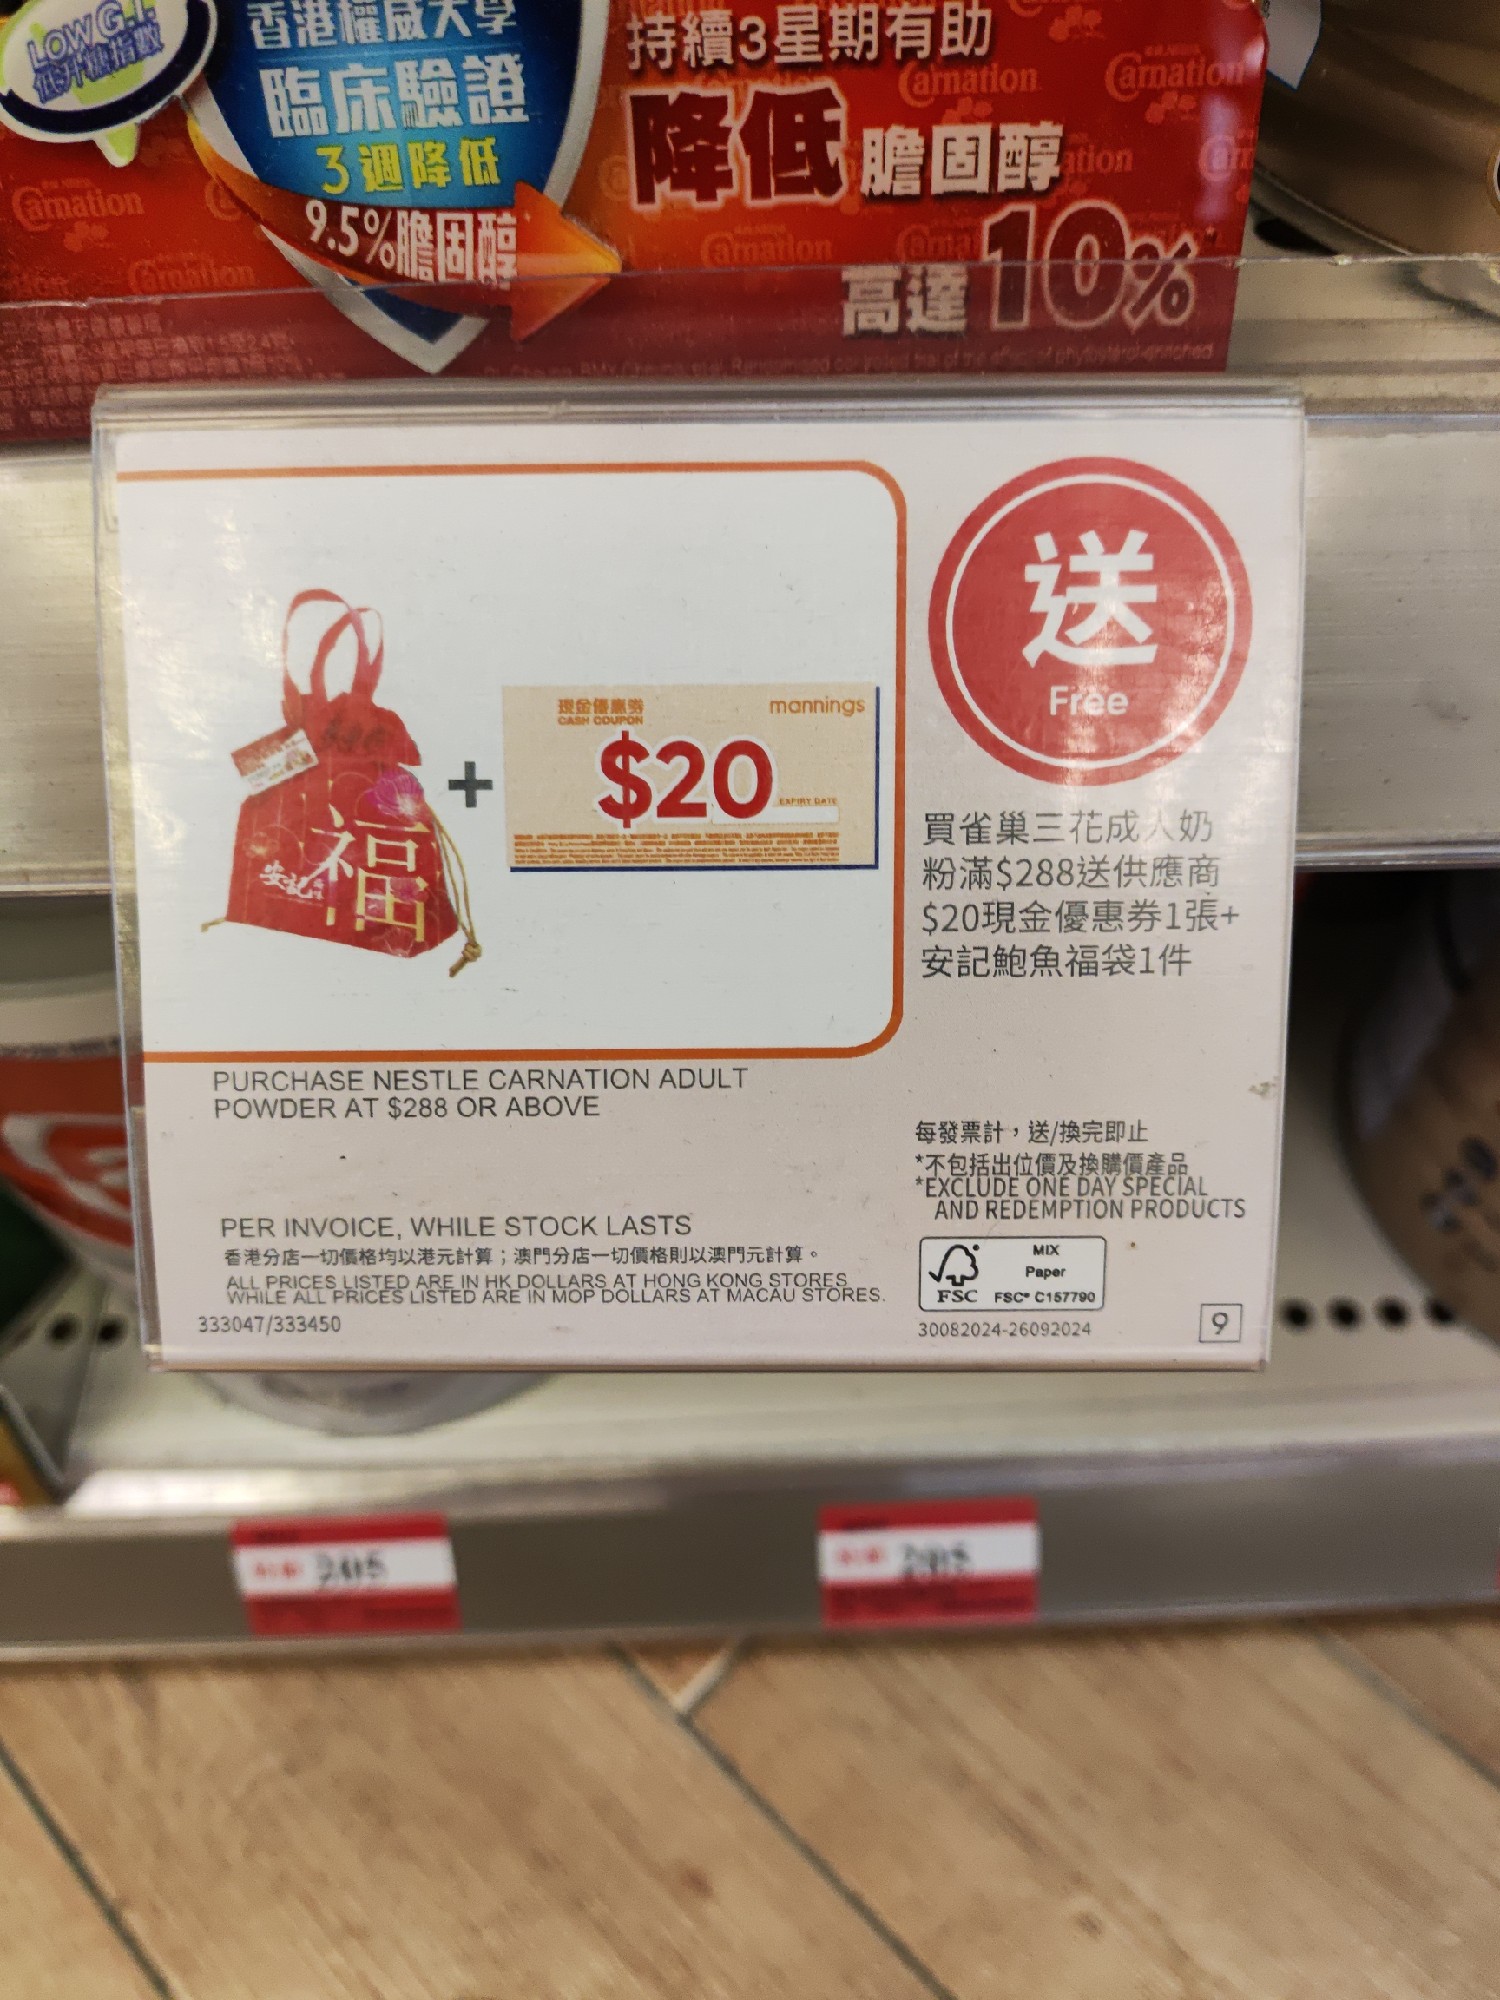 LOW G.I.
低升糖指數
香港權威大學
臨床驗證
3週降低
9.5%膽固醇
持續3星期有助
降低膽固醇
高達10%
Carnation
送
Free
現金優惠券
CASH COUPON
mannings
$20
EXPIRY DATE
+
福
安記
買雀巢三花成人奶
粉滿$288送供應商
$20現金優惠券1張+
安記鮑魚福袋1件
PURCHASE NESTLE CARNATION ADULT
POWDER AT $288 OR ABOVE
每發票計，送/換完即止
*不包括出位價及換購價產品
*EXCLUDE ONE DAY SPECIAL
AND REDEMPTION PRODUCTS
PER INVOICE, WHILE STOCK LASTS
香港分店一切價格均以港元計算；澳門分店一切價格則以澳門元計算。
ALL PRICES LISTED ARE IN HK DOLLARS AT HONG KONG STORES
WHILE ALL PRICES LISTED ARE IN MOP DOLLARS AT MACAU STORES.
MIX
Paper
FSC
FSC® C157790
333047/333450
30082024-26092024
9